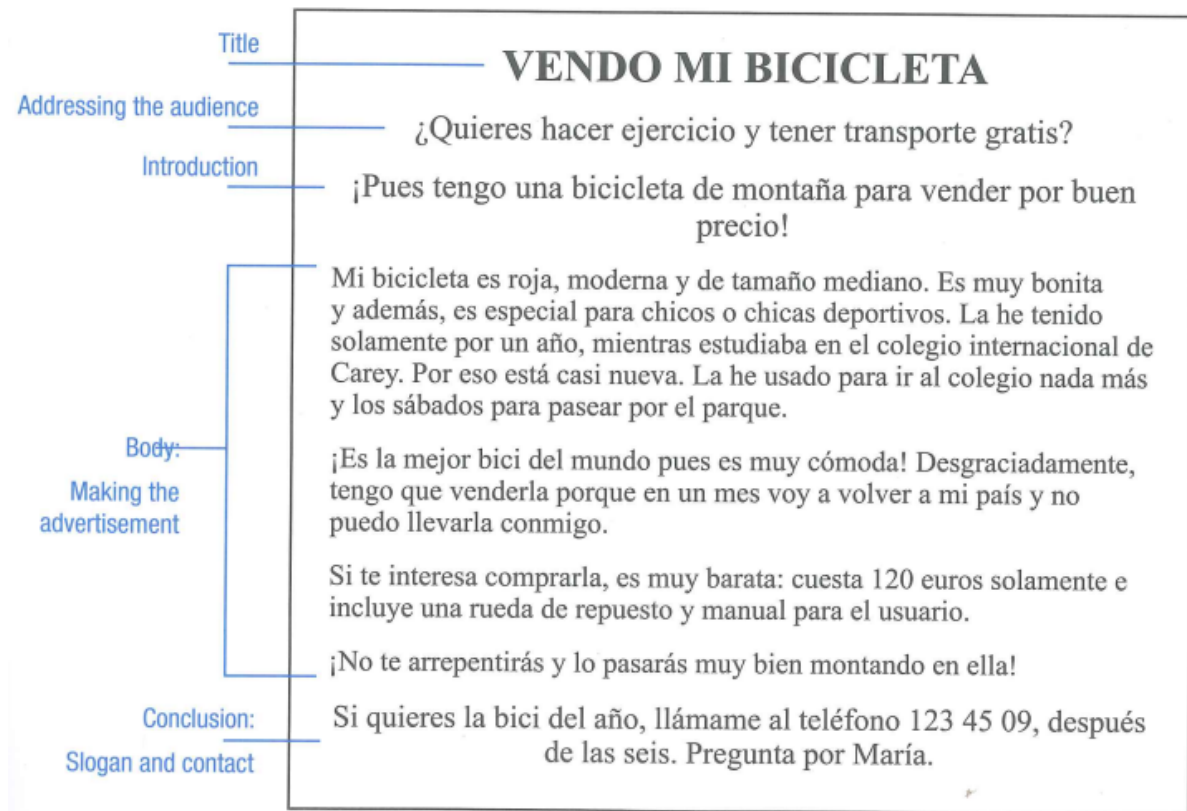 Title
VENDO MI BICICLETA
Addressing the audience
¿Quieres hacer ejercicio y tener transporte gratis?
Introduction
¡Pues tengo una bicicleta de montaña para vender por buen
precio!
Body:
Making the
advertisement
Mi bicicleta es roja, moderna y de tamaño mediano. Es muy bonita
y además, es especial para chicos o chicas deportivos. La he tenido
solamente por un año, mientras estudiaba en el colegio internacional de
Carey. Por eso está casi nueva. La he usado para ir al colegio nada más
y los sábados para pasear por el parque.
¡Es la mejor bici del mundo pues es muy cómoda! Desgraciadamente,
tengo que venderla porque en un mes voy a volver a mi país y no
puedo llevarla conmigo.
Si te interesa comprarla, es muy barata: cuesta 120 euros solamente e
incluye una rueda de repuesto y manual para el usuario.
¡No te arrepentirás y lo pasarás muy bien montando en ella!
Conclusion:
Slogan and contact
Si quieres la bici del año, llámame al teléfono 123 45 09, después
de las seis. Pregunta por María.